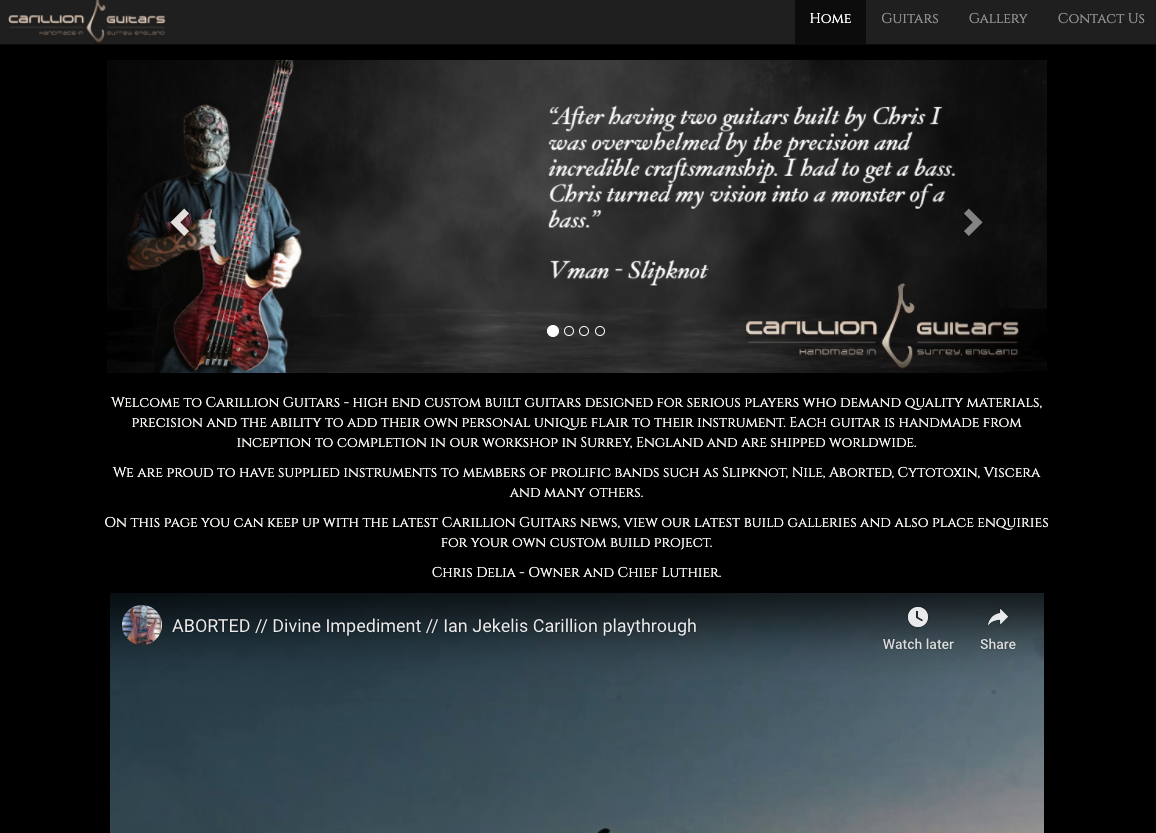 Carillion Guitars
Handmade in Surrey, England
Home Guitars Gallery Contact Us
“After having two guitars built by Chris I
was overwhelmed by the precision and
incredible craftsmanship. I had to get a bass.
Chris turned my vision into a monster of a
bass.”
Vman - Slipknot
Carillion Guitars
Handmade in Surrey, England
Welcome to Carillion Guitars - high end custom built guitars designed for serious players who demand quality materials,
precision and the ability to add their own personal unique flair to their instrument. Each guitar is handmade from
inception to completion in our workshop in Surrey, England and are shipped worldwide.
We are proud to have supplied instruments to members of prolific bands such as Slipknot, Nile, Aborted, Cytotoxin, Viscera
and many others.
On this page you can keep up with the latest Carillion Guitars news, view our latest build galleries and also place enquiries
for your own custom build project.
Chris Delia - Owner and Chief Luthier.
ABORTED // Divine Impediment // Ian Jekelis Carillion playthrough
Watch later Share